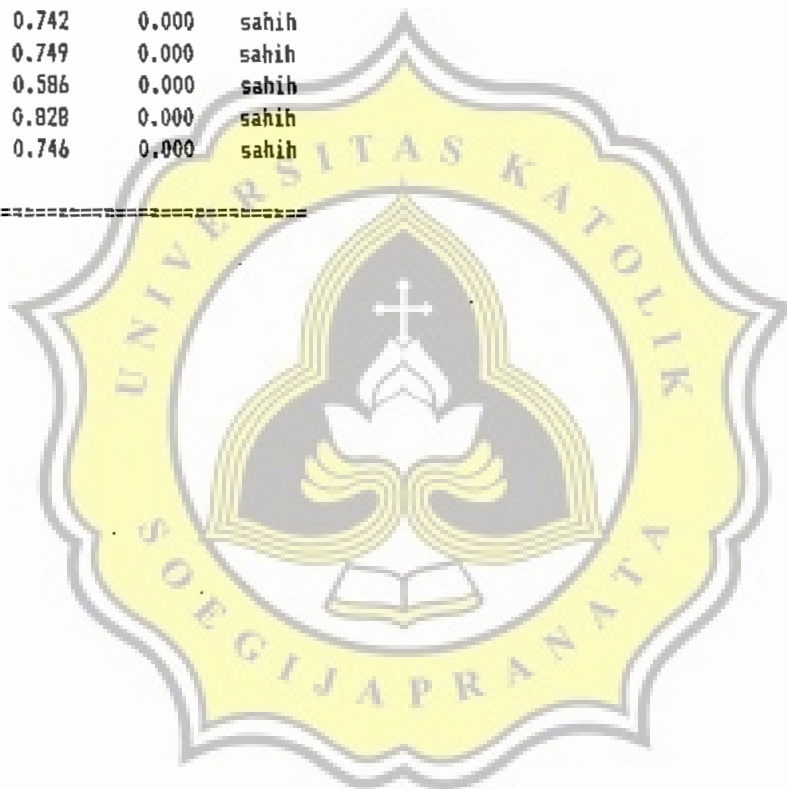 0.742 0.000 sahih
0.749 0.000 sahih
0.586 0.000 sahih
0.828 0.000 sahih
0.746 0.000 sahih
==============================
UNIVERSITAS KATOLIK
SOEGIJAPRANATA